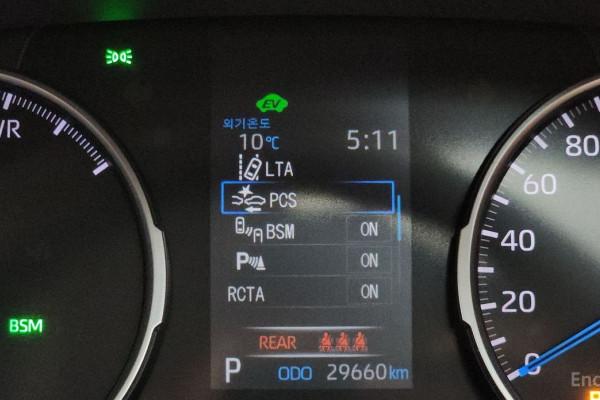 EV
외기온도
10°C 5:11
LTA
PCS
BSM ON
P ON
RCTA ON
REAR
P ODO 29660 km
BSM
80
60
40
20
0